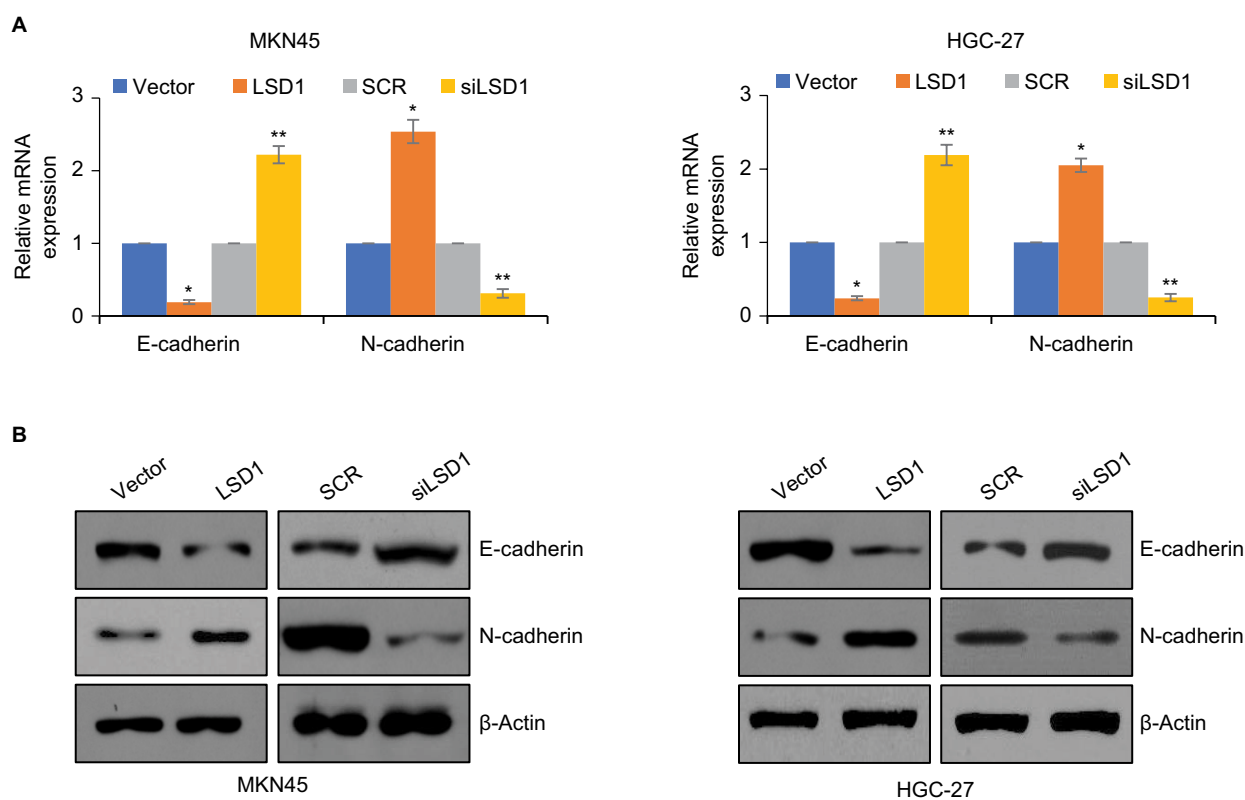 A
MKN45
Vector LSD1 SCR siLSD1
Relative mRNA
expression
3
2
1
0
* ** * **
E-cadherin N-cadherin
HGC-27
Vector LSD1 SCR siLSD1
Relative mRNA
expression
3
2
1
0
* ** * **
E-cadherin N-cadherin
B
Vector LSD1 SCR siLSD1
E-cadherin
N-cadherin
β-Actin
MKN45
Vector LSD1 SCR siLSD1
E-cadherin
N-cadherin
β-Actin
HGC-27